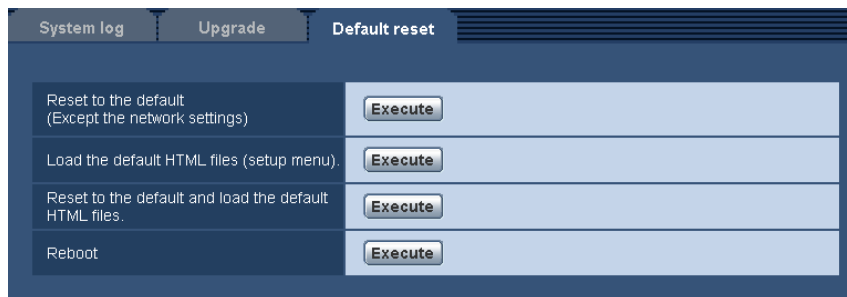 System log
Upgrade
Default reset
Reset to the default
(Except the network settings)
Execute
Load the default HTML files (setup menu).
Execute
Reset to the default and load the default
HTML files.
Execute
Reboot
Execute